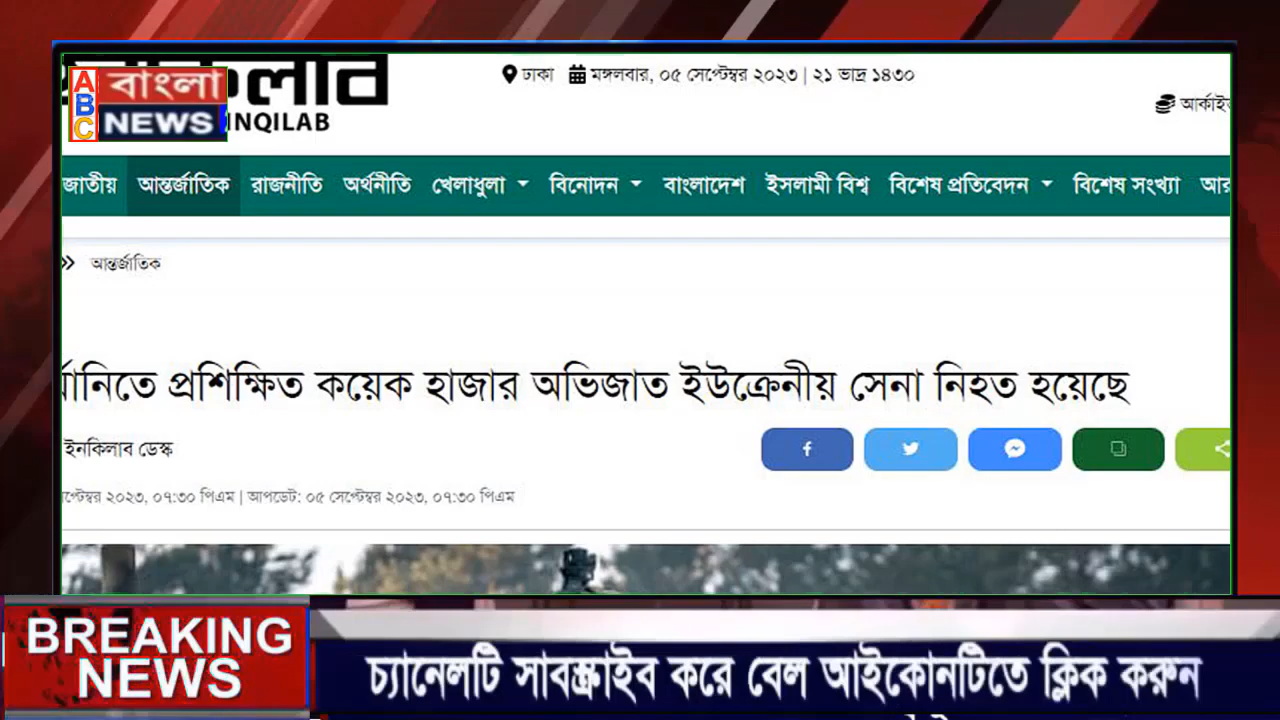 ঢাকা মঙ্গলবার, ০৫ সেপ্টেম্বর ২০২৩ | ২১ ভাদ্র ১৪৩০
ABC বাংলা NEWS
INQILAB
জাতীয় আন্তর্জাতিক রাজনীতি অর্থনীতি খেলাধুলা বিনোদন বাংলাদেশ ইসলামী বিশ্ব বিশেষ প্রতিবেদন বিশেষ সংখ্যা
» আন্তর্জাতিক
প্রশিক্ষিত কয়েক হাজার অভিজাত ইউক্রেনীয় সেনা নিহত হয়েছে
ইনকিলাব ডেস্ক
২০২৩, ০৭:৩০ পিএম | আপডেট: ০৫ সেপ্টেম্বর ২০২৩, ০৭:৩০ পিএম
BREAKING
NEWS
চ্যানেলটি সাবস্ক্রাইব করে বেল আইকোনটিতে ক্লিক করুন